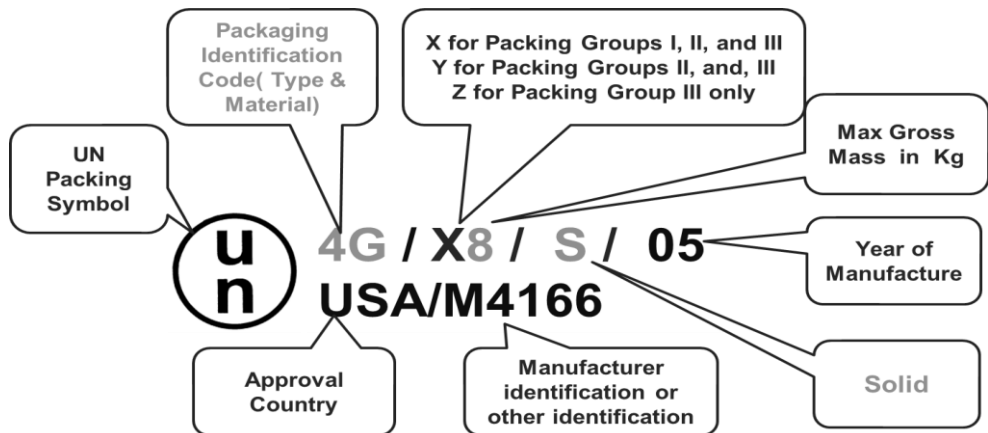 Packaging
Identification
Code( Type &
Material)
X for Packing Groups I, II, and III
Y for Packing Groups II, and, III
Z for Packing Group III only
UN
Packing
Symbol
Max Gross
Mass in Kg
u
n
4G / X8 / S / 05
USA/M4166
Year of
Manufacture
Approval
Country
Manufacturer
identification or
other identification
Solid